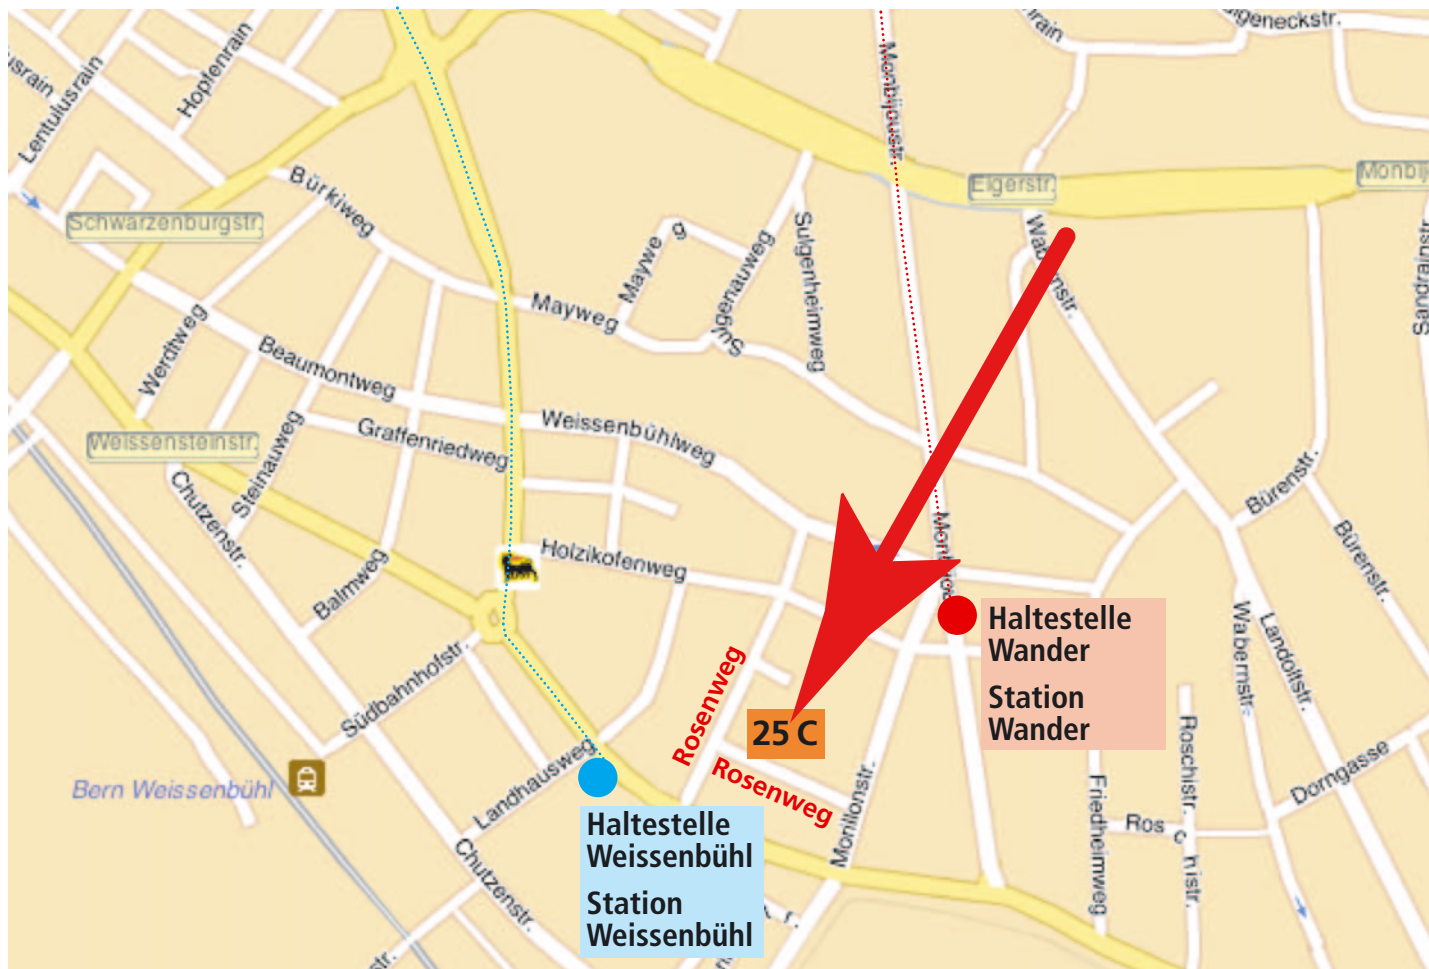 Hopfenrain
Lentulusrain
Schwarzenburgstr.
Bürkiweg
Mayweg
Mayweg
Sulgenauweg
Sulgenheimweg
Monbijoustr.
Eigerstr.
Wabernstr.
Werdtweg
Beaumontweg
Weissensteinstr.
Graffenriedweg
Weissenbühlweg
Steinauweg
Chutzenstr.
Balmweg
Holzikofenweg
Südbahnhofstr.
Bern Weissenbühl
Landhausweg
Chutzenstr.
Rosenweg
25 C
Rosenweg
Monillonstr.
Haltestelle
Wander
Station
Wander
Haltestelle
Weissenbühl
Station
Weissenbühl
Bürenstr.
Bürenstr.
Wabernstr.
Landoltstr.
Roschistr.
Friedheimweg
Roschistr.
Dorngasse